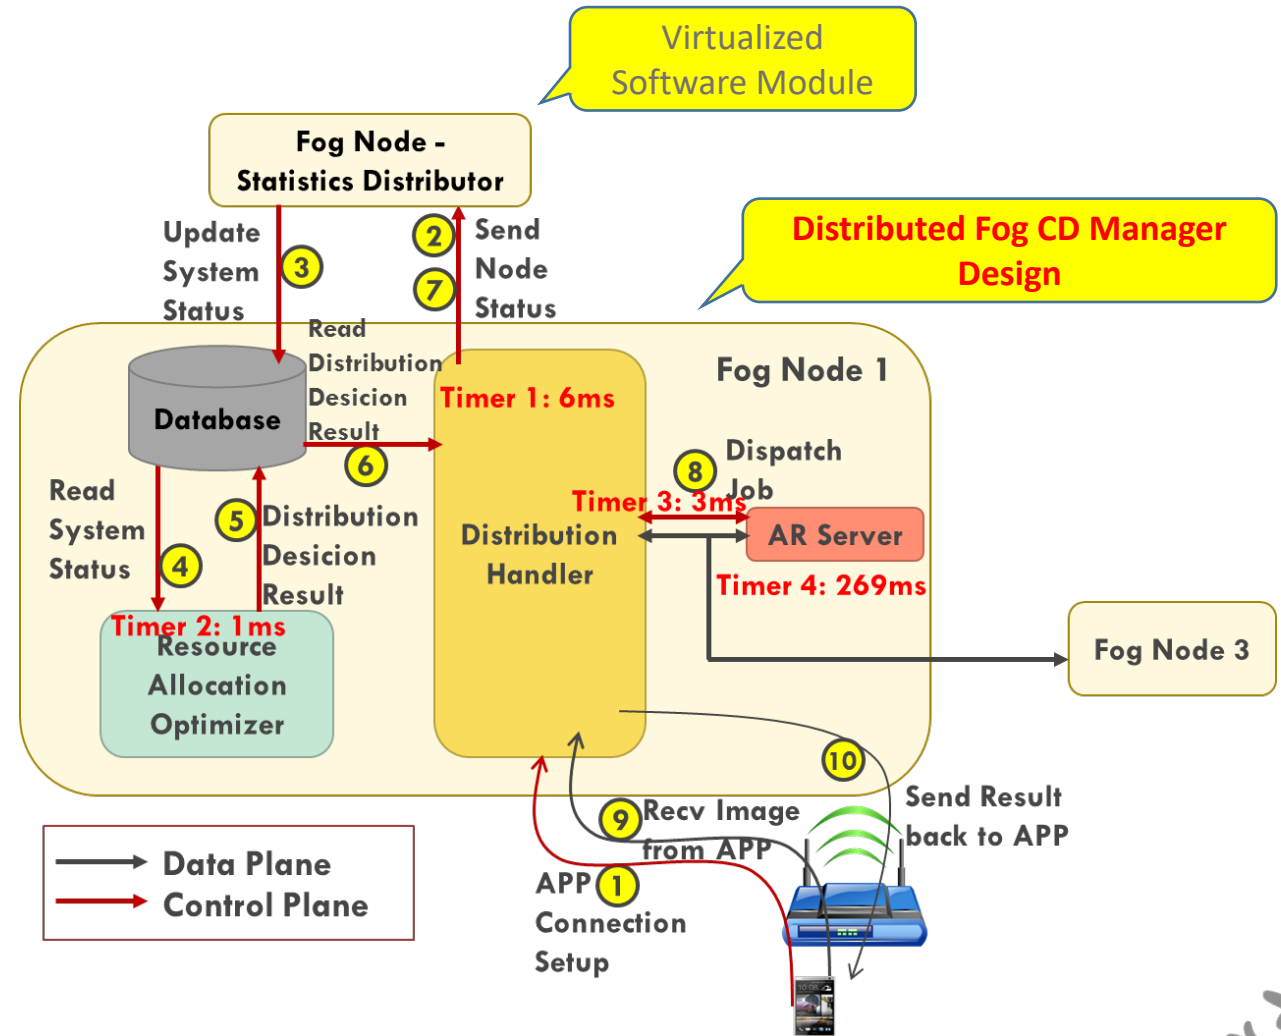 Virtualized
Software Module
Fog Node -
Statistics Distributor
Distributed Fog CD Manager
Design
Update
System
Status
3
2
7
Send
Node
Status
Read
Distribution
Desicion
Result
6
Fog Node 1
Database
Timer 1: 6ms
8
Dispatch
Job
Timer 3: 3ms
Read
System
Status
4
5
Distribution
Desicion
Result
Distribution
Handler
AR Server
Timer 4: 269ms
Timer 2: 1ms
Resource
Allocation
Optimizer
Fog Node 3
10
Send Result
back to APP
9
Recv Image
from APP
1
APP
Connection
Setup
Data Plane
Control Plane